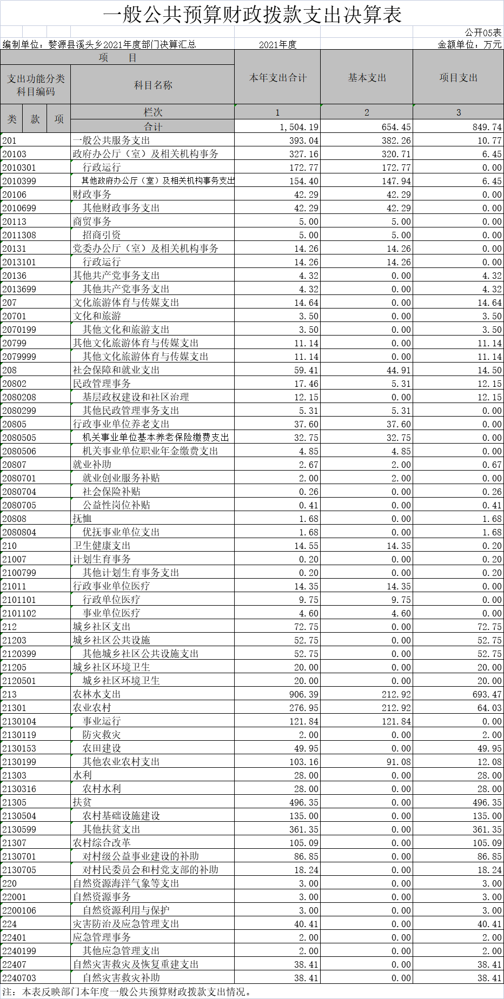 一般公共预算财政拨款支出决算表
公开05表
编制单位：婺源县溪头乡2021年度部门决算汇总 2021年度 金额单位：万元
项 目 本年支出合计 基本支出 项目支出
支出功能分类科目编码 科目名称
类 款 项 栏次 1 2 3
合计 1,504.19 654.45 849.74
201 一般公共服务支出 393.04 382.26 10.77
20103 政府办公厅（室）及相关机构事务 327.16 320.71 6.45
2010301 行政运行 172.77 172.77 0.00
2010399 其他政府办公厅（室）及相关机构事务支出 154.40 147.94 6.45
20106 财政事务 42.29 42.29 0.00
2010699 其他财政事务支出 42.29 42.29 0.00
20113 商贸事务 5.00 5.00 0.00
2011308 招商引资 5.00 5.00 0.00
20131 党委办公厅（室）及相关机构事务 14.26 14.26 0.00
2013101 行政运行 14.26 14.26 0.00
20136 其他共产党事务支出 4.32 0.00 4.32
2013699 其他共产党事务支出 4.32 0.00 4.32
207 文化旅游体育与传媒支出 14.64 0.00 14.64
20701 文化和旅游 3.50 0.00 3.50
2070199 其他文化和旅游支出 3.50 0.00 3.50
20799 其他文化旅游体育与传媒支出 11.14 0.00 11.14
2079999 其他文化旅游体育与传媒支出 11.14 0.00 11.14
208 社会保障和就业支出 59.41 44.91 14.50
20802 民政管理事务 17.46 5.31 12.15
2080208 基层政权建设和社区治理 12.15 0.00 12.15
2080299 其他民政管理事务支出 5.31 5.31 0.00
20805 行政事业单位养老支出 37.60 37.60 0.00
2080505 机关事业单位基本养老保险缴费支出 32.75 32.75 0.00
2080506 机关事业单位职业年金缴费支出 4.85 4.85 0.00
20807 就业补助 2.67 2.00 0.67
2080701 就业创业服务补贴 2.00 2.00 0.00
2080704 社会保险补贴 0.26 0.00 0.26
2080705 公益性岗位补贴 0.41 0.00 0.41
20808 抚恤 1.68 0.00 1.68
2080804 优抚事业单位支出 1.68 0.00 1.68
210 卫生健康支出 14.55 14.35 0.20
21007 计划生育事务 0.20 0.00 0.20
2100799 其他计划生育事务支出 0.20 0.00 0.20
21011 行政事业单位医疗 14.35 14.35 0.00
2101101 行政单位医疗 9.75 9.75 0.00
2101102 事业单位医疗 4.60 4.60 0.00
212 城乡社区支出 72.75 0.00 72.75
21203 城乡社区公共设施 52.75 0.00 52.75
2120399 其他城乡社区公共设施支出 52.75 0.00 52.75
21205 城乡社区环境卫生 20.00 0.00 20.00
2120501 城乡社区环境卫生 20.00 0.00 20.00
213 农林水支出 906.39 212.92 693.47
21301 农业农村 276.95 212.92 64.03
2130104 事业运行 121.84 121.84 0.00
2130119 防灾救灾 2.00 0.00 2.00
2130153 农田建设 49.95 0.00 49.95
2130199 其他农业农村支出 103.16 91.08 12.08
21303 水利 28.00 0.00 28.00
2130316 农村水利 28.00 0.00 28.00
21305 扶贫 496.35 0.00 496.35
2130504 农村基础设施建设 135.00 0.00 135.00
2130599 其他扶贫支出 361.35 0.00 361.35
21307 农村综合改革 105.09 0.00 105.09
2130701 对村级公益事业建设的补助 86.85 0.00 86.85
2130705 对村民委员会和村党支部的补助 18.24 0.00 18.24
220 自然资源海洋气象等支出 3.00 0.00 3.00
22001 自然资源事务 3.00 0.00 3.00
2200106 自然资源利用与保护 3.00 0.00 3.00
224 灾害防治及应急管理支出 40.41 0.00 40.41
22401 应急管理事务 2.00 0.00 2.00
2240199 其他应急管理支出 2.00 0.00 2.00
22407 自然灾害救灾及恢复重建支出 38.41 0.00 38.41
2240703 自然灾害救灾补助 38.41 0.00 38.41
注：本表反映部门本年度一般公共预算财政拨款支出情况。